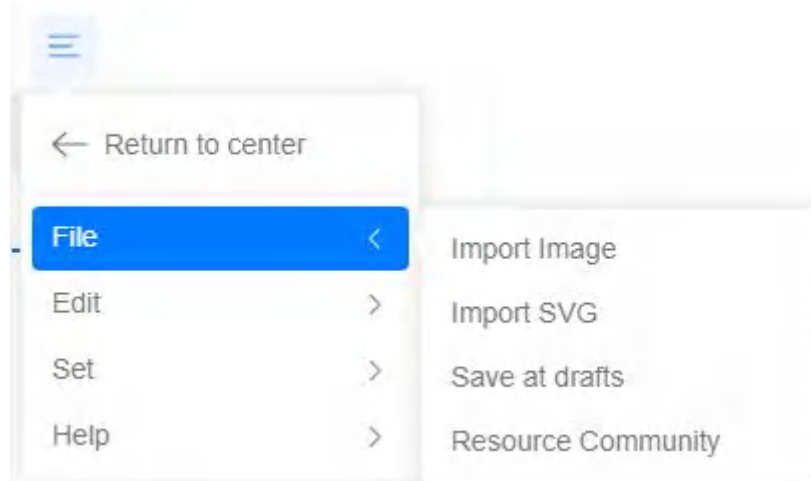 Return to center
File
Edit
Set
Help
Import Image
Import SVG
Save at drafts
Resource Community